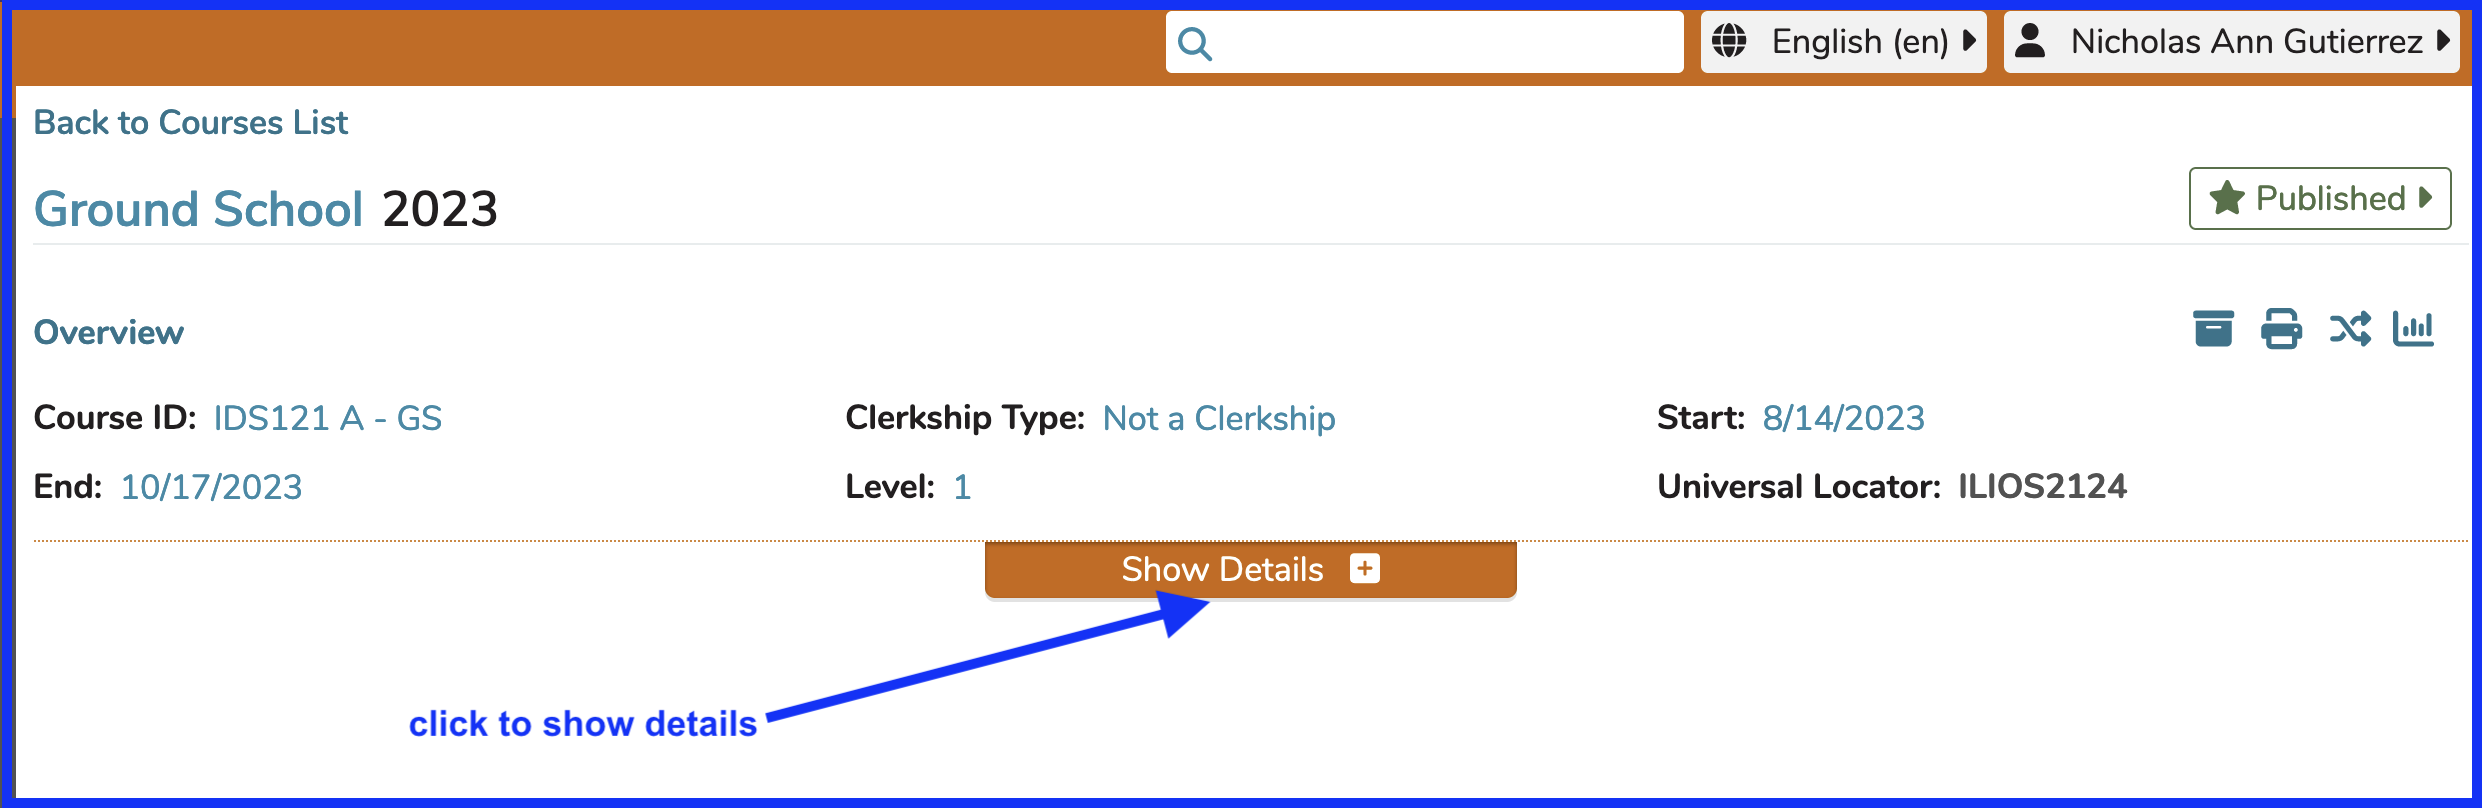 English (en) Nicholas Ann Gutierrez
Back to Courses List
Ground School 2023
Published
Overview
Course ID: IDS121 A - GS Clerkship Type: Not a Clerkship Start: 8/14/2023
End: 10/17/2023 Level: 1 Universal Locator: ILIOS2124
Show Details
click to show details